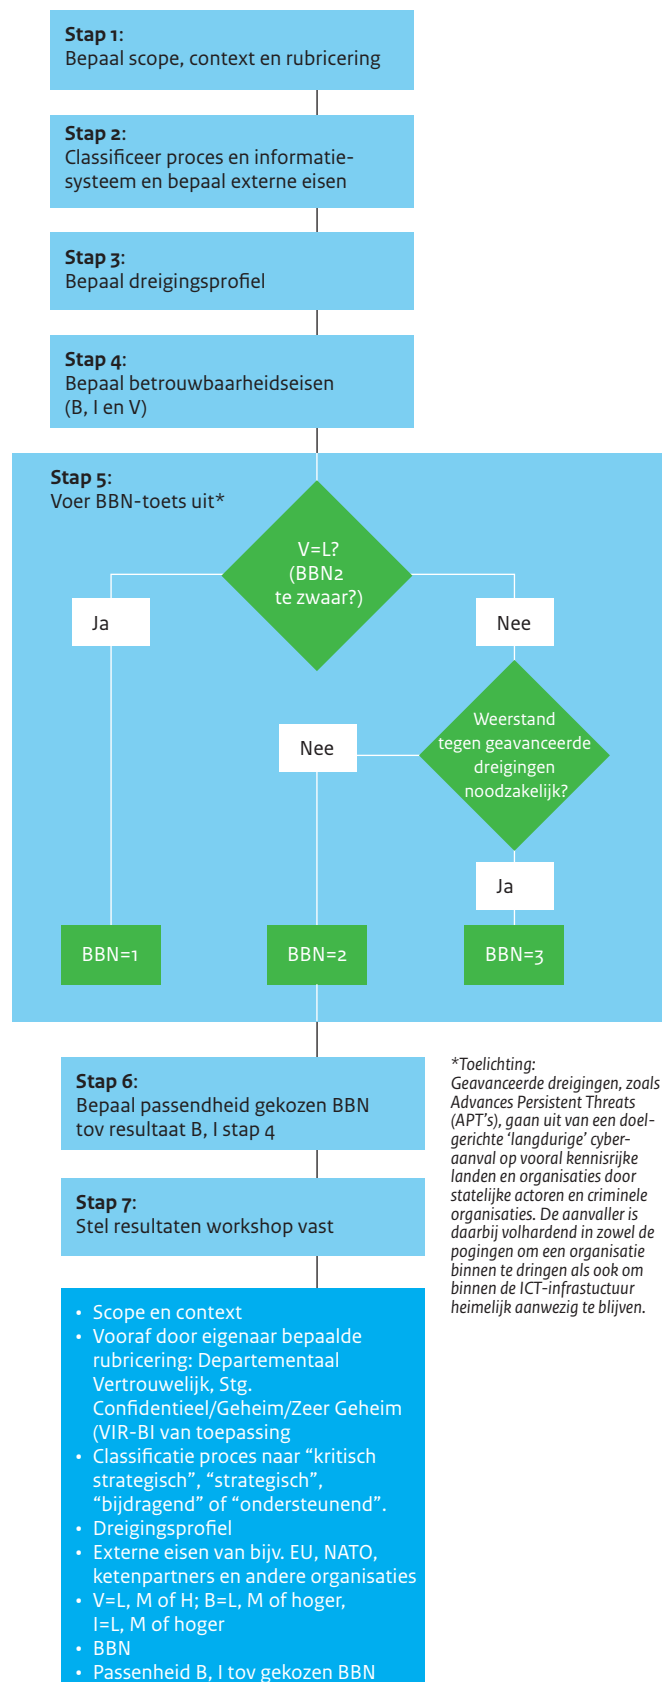 Stap 1:
Bepaal scope, context en rubricering
Stap 2:
Classificeer proces en informatie-
systeem en bepaal externe eisen
Stap 3:
Bepaal dreigingsprofiel
Stap 4:
Bepaal betrouwbaarheidseisen
(B, I en V)
Stap 5:
Voer BBN-toets uit*
V=L?
(BBN2
te zwaar?)
Ja
Nee
Weerstand
tegen geavanceerde
dreigingen
noodzakelijk?
Nee
Ja
BBN=1
BBN=2
BBN=3
Stap 6:
Bepaal passendheid gekozen BBN
tov resultaat B, I stap 4
Stap 7:
Stel resultaten workshop vast
*Toelichting:
Geavanceerde dreigingen, zoals
Advances Persistent Threats
(APT’s), gaan uit van een doel-
gerichte ‘langdurige’ cyber-
aanval op vooral kennisrijke
landen en organisaties door
statelijke actoren en criminele
organisaties. De aanvaller is
daarbij volhardend in zowel de
pogingen om een organisatie
binnen te dringen als ook om
binnen de ICT-infrastuctuur
heimelijk aanwezig te blijven.
• Scope en context
• Vooraf door eigenaar bepaalde
rubricering: Departementaal
Vertrouwelijk, Stg.
Confidentieel/Geheim/Zeer Geheim
(VIR-BI van toepassing
• Classificatie proces naar “kritisch
strategisch”, “strategisch”,
“bijdragend” of “ondersteunend”.
• Dreigingsprofiel
• Externe eisen van bijv. EU, NATO,
ketenpartners en andere organisaties
• V=L, M of H; B=L, M of hoger,
I=L, M of hoger
• BBN
• Passenheid B, I tov gekozen BBN